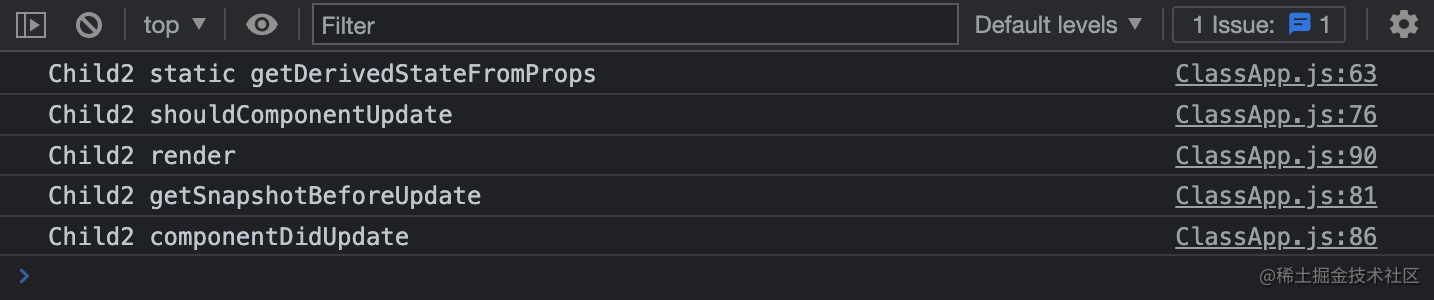 top ▼ Filter Default levels ▼ 1 Issue: 1
Child2 static getDerivedStateFromProps ClassApp.js:63
Child2 shouldComponentUpdate ClassApp.js:76
Child2 render ClassApp.js:90
Child2 getSnapshotBeforeUpdate ClassApp.js:81
Child2 componentDidUpdate ClassApp.js:86
>
@稀土掘金技术社区